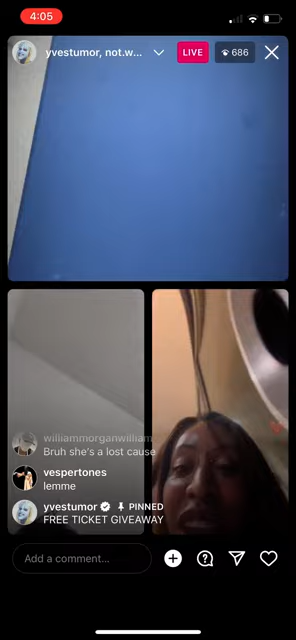 4:05
yvestumor, not.w...
LIVE
686
williammorganwilliam
Bruh she's a lost cause
vespertones
lemme
yvestumor PINNED
FREE TICKET GIVEAWAY
Add a comment...